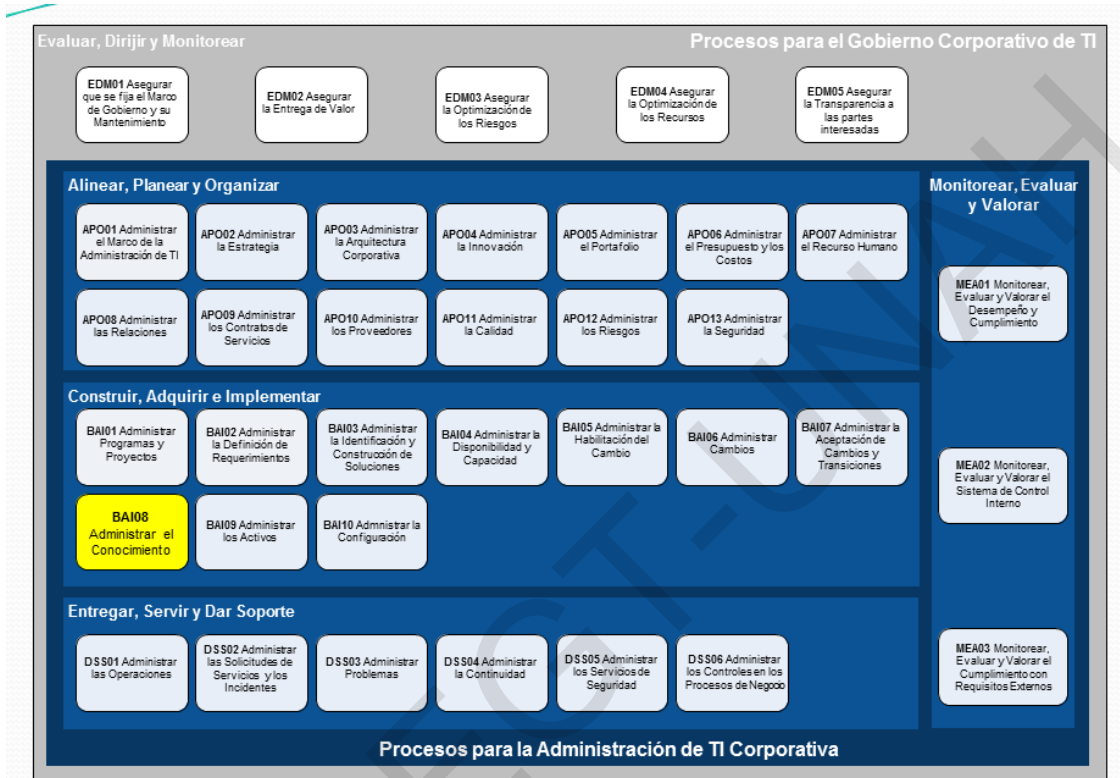 Evaluar, Dirijir y Monitorear
Procesos para el Gobierno Corporativo de TI
EDM01 Asegurar
que se fija el Marco
de Gobierno y su
Mantenimiento
EDM02 Asegurar
la Entrega de Valor
EDM03 Asegurar
la Optimización de
los Riesgos
EDM04 Asegurar
la Optimización de
los Recursos
EDM05 Asegurar
la Transparencia a
las partes
interesadas
Alinear, Planear y Organizar
APO01 Administrar
el Marco de la
Administración de TI
APO02 Administrar
la Estrategia
APO03 Administrar
la Arquitectura
Corporativa
APO04 Administrar
la Innovación
APO05 Administrar
el Portafolio
APO06 Administrar
el Presupuesto y los
Costos
APO07 Administrar
el Recurso Humano
APO08 Administrar
las Relaciones
APO09 Administrar
los Contratos de
Servicios
APO10 Administrar
los Proveedores
APO11 Administrar
la Calidad
APO12 Administrar
los Riesgos
APO13 Administrar
la Seguridad
Construir, Adquirir e Implementar
BAI01 Administrar
Programas y
Proyectos
BAI02 Administrar
la Definición de
Requerimientos
BAI03 Administrar
la Identificación y
Construcción de
Soluciones
BAI04 Administrar la
Disponibilidad y
Capacidad
BAI05 Administrar la
Habilitación del
Cambio
BAI06 Administrar
Cambios
BAI07 Administrar la
Aceptación de
Cambios y
Transiciones
BAI08
Administrar el
Conocimiento
BAI09 Administrar
los Activos
BAI10 Admnistrar la
Configuración
Entregar, Servir y Dar Soporte
DSS01 Administrar
las Operaciones
DSS02 Administrar
las Solicitudes de
Servicios y los
Incidentes
DSS03 Administrar
Problemas
DSS04 Administrar
la Continuidad
DSS05 Administrar
los Servicios de
Seguridad
DSS06 Administrar
los Controles en los
Procesos de Negocio
Monitorear, Evaluar
y Valorar
MEA01 Monitorear,
Evaluar y Valorar el
Desempeño y
Cumplimiento
MEA02 Monitorear,
Evaluar y Valorar el
Sistema de Control
Interno
MEA03 Monitorear,
Evaluar y Valorar el
Cumplimiento con
Requisitos Externos
Procesos para la Administración de TI Corporativa
EGT-UNAH